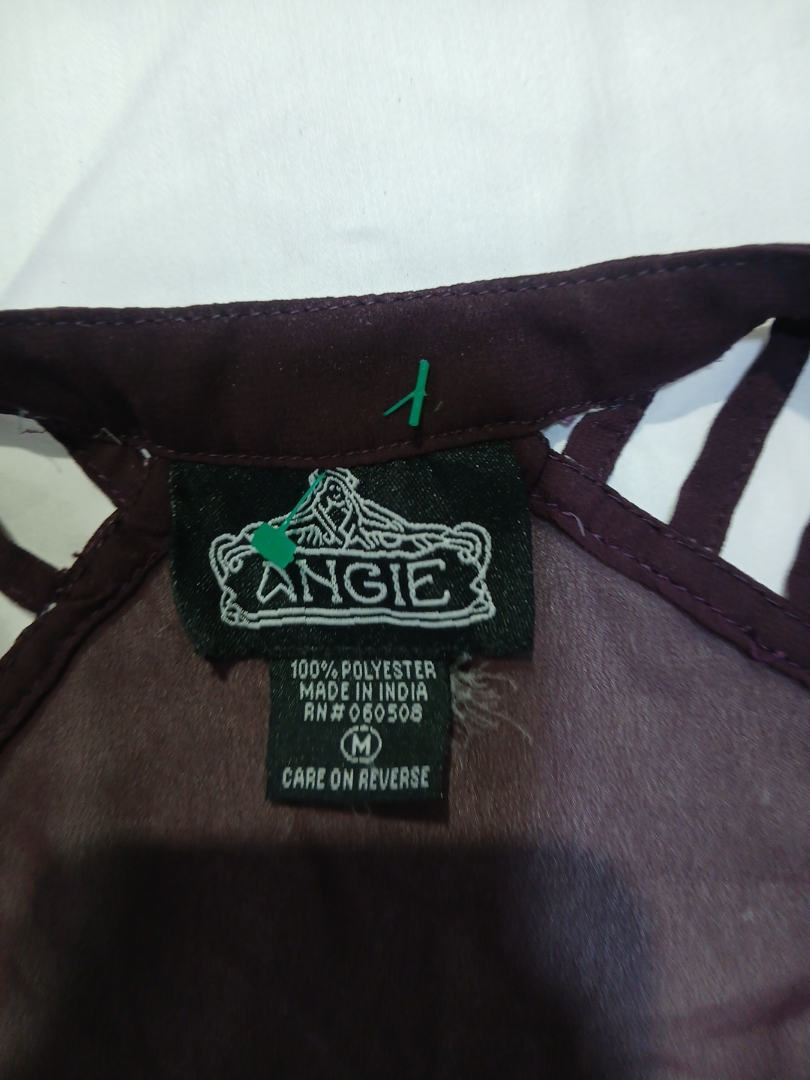 ANGIE
100% POLYESTER
MADE IN INDIA
RN# 060508
M
CARE ON REVERSE